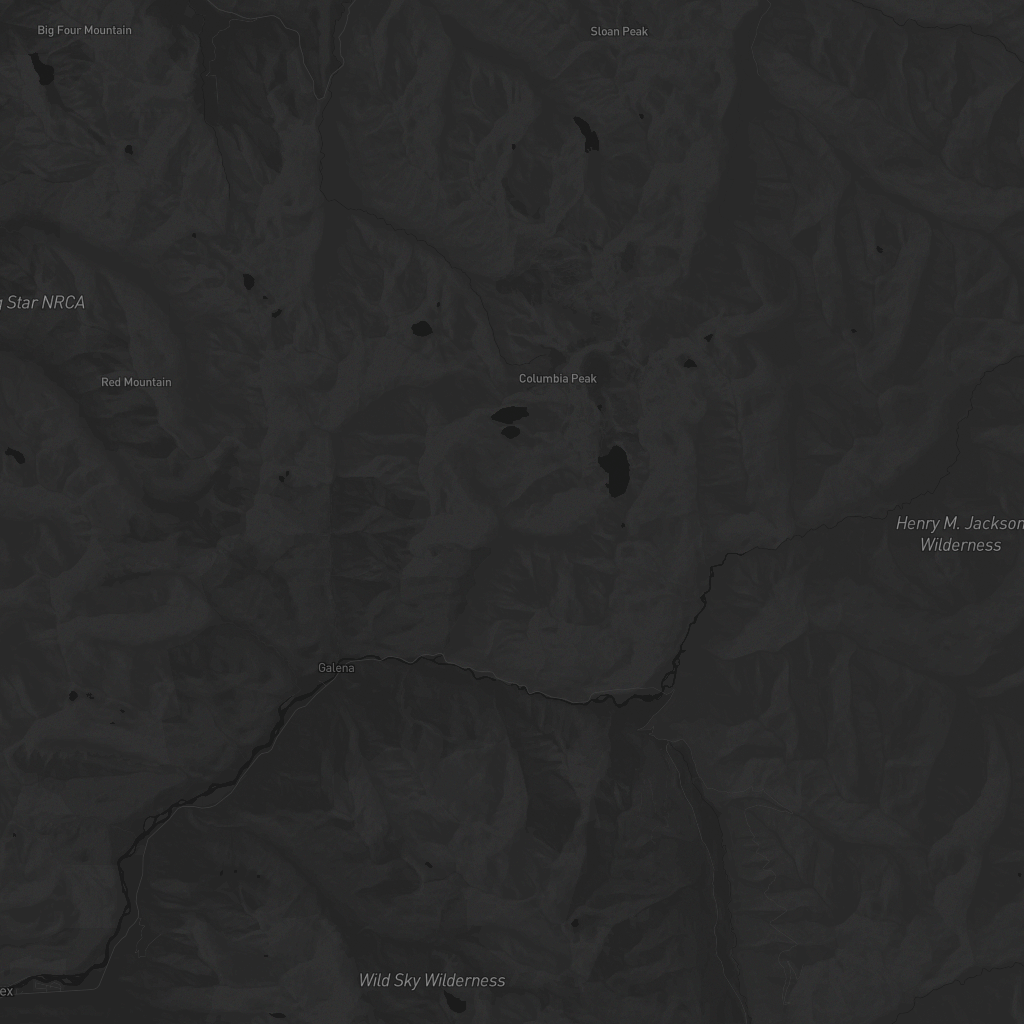 Big Four Mountain
Sloan Peak
Star NRCA
Red Mountain
Columbia Peak
Henry M. Jackson
Wilderness
Galena
Wild Sky Wilderness
ex